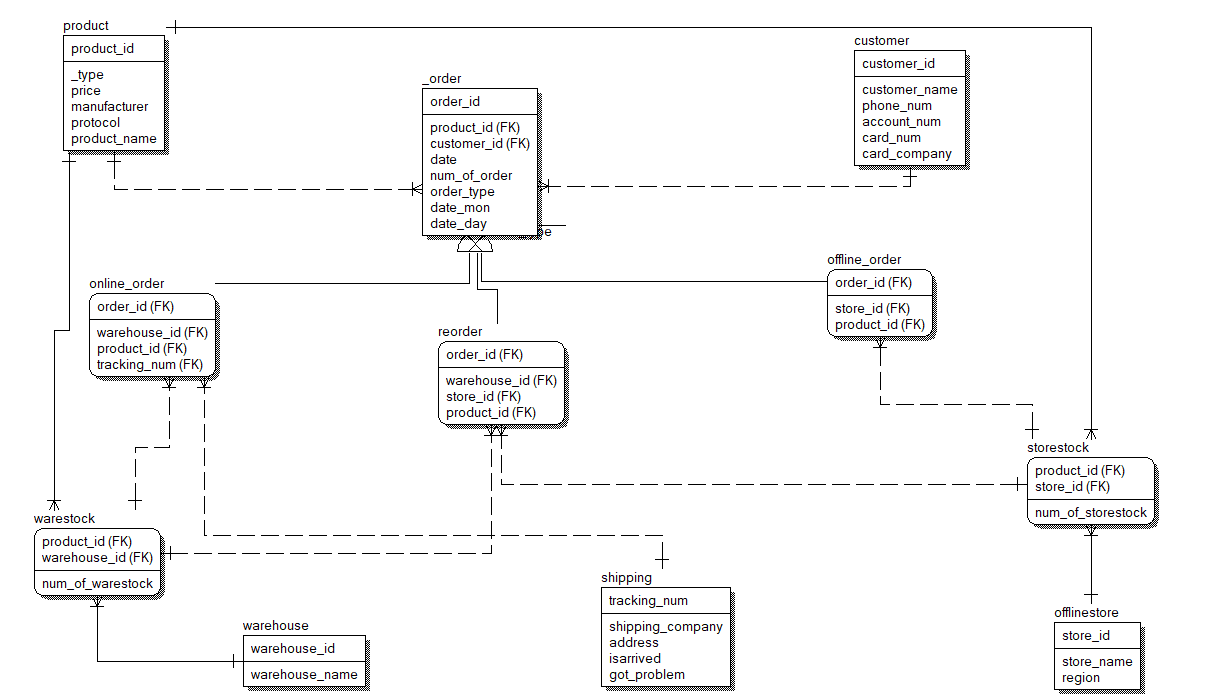 product
product_id
_type
price
manufacturer
protocol
product_name
customer
customer_id
customer_name
phone_num
account_num
card_num
card_company
_order
order_id
product_id (FK)
customer_id (FK)
date
num_of_order
order_type
date_mon
date_day
online_order
order_id (FK)
warehouse_id (FK)
product_id (FK)
tracking_num (FK)
reorder
order_id (FK)
warehouse_id (FK)
store_id (FK)
product_id (FK)
offline_order
order_id (FK)
store_id (FK)
product_id (FK)
storestock
product_id (FK)
store_id (FK)
num_of_storestock
warestock
product_id (FK)
warehouse_id (FK)
num_of_warestock
warehouse
warehouse_id
warehouse_name
shipping
tracking_num
shipping_company
address
isarrived
got_problem
offlinestore
store_id
store_name
region